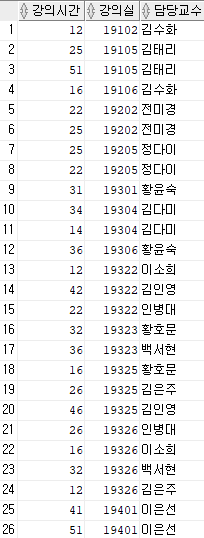 강의시간 강의실 담당교수
1 12 19102 김수화
2 25 19105 김태리
3 51 19105 김태리
4 16 19106 김수화
5 22 19202 전미경
6 25 19202 전미경
7 25 19205 정다이
8 22 19205 정다이
9 31 19301 황윤숙
10 34 19304 김다미
11 14 19304 김다미
12 36 19306 황윤숙
13 12 19322 이소희
14 42 19322 김인영
15 22 19322 인병대
16 32 19323 황호문
17 36 19323 백서현
18 16 19325 황호문
19 26 19325 김은주
20 46 19325 김인영
21 26 19326 인병대
22 16 19326 이소희
23 32 19326 백서현
24 12 19326 김은주
25 41 19401 이은선
26 51 19401 이은선